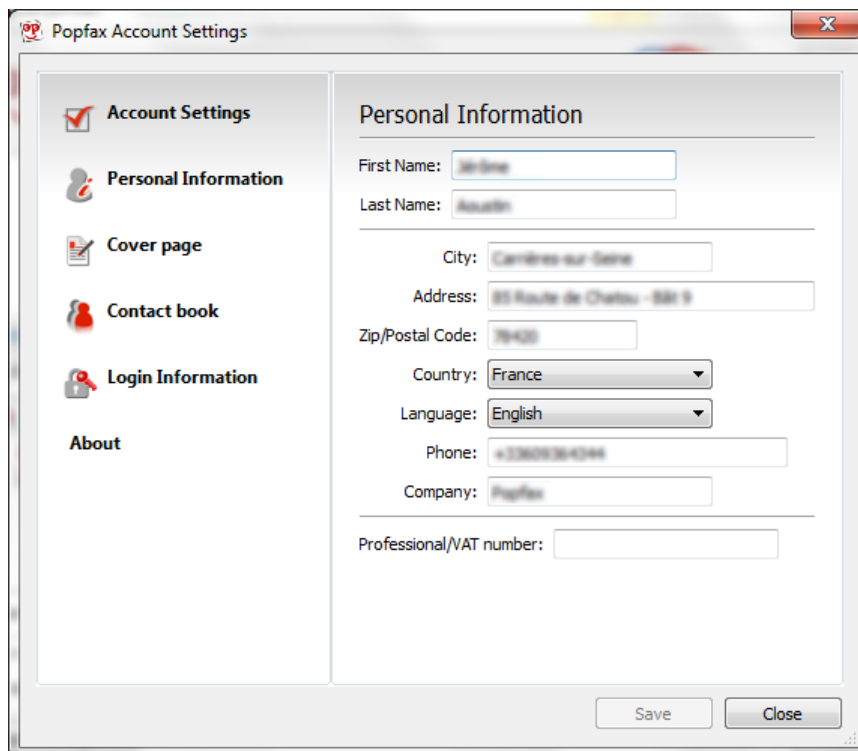 Popfax Account Settings
Account Settings
Personal Information
Cover page
Contact book
Login Information
About
Personal Information
First Name:
Last Name:
City:
Address:
Zip/Postal Code:
Country: France
Language: English
Phone:
Company:
Professional/VAT number:
Save Close